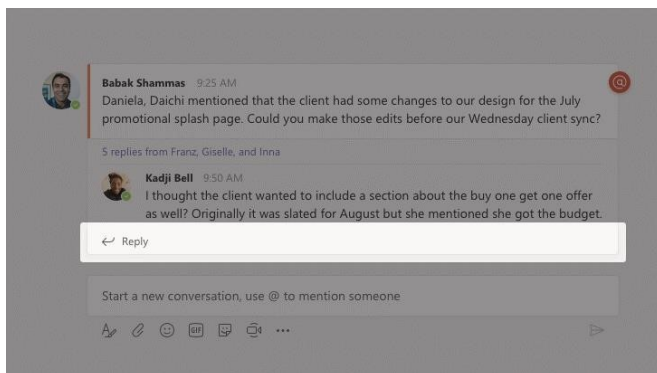 Babak Shammas 9:25 AM
Daniela, Daichi mentioned that the client had some changes to our design for the July
promotional splash page. Could you make those edits before our Wednesday client sync?
5 replies from Franz, Giselle, and Inna
Kadji Bell 9:50 AM
I thought the client wanted to include a section about the buy one get one offer
as well? Originally it was slated for August but she mentioned she got the budget.
Reply
Start a new conversation, use @ to mention someone
GIF